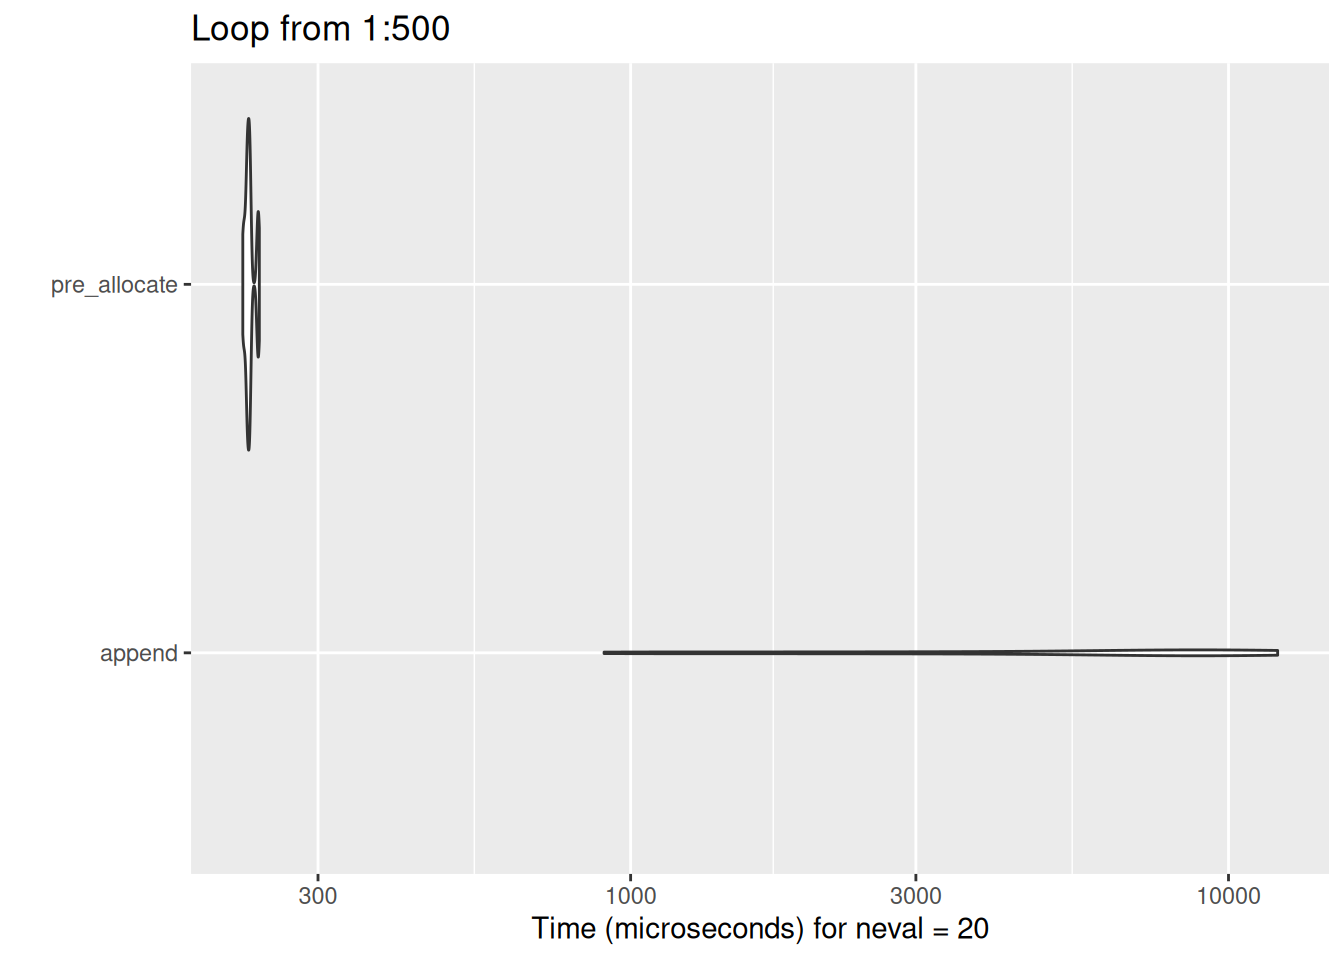 Loop from 1:500
pre_allocate
append
300
1000
3000
10000
Time (microseconds) for neval = 20